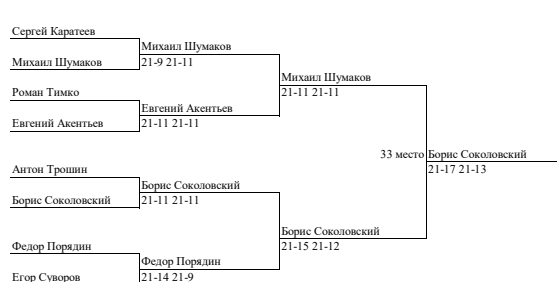 Сергей Каратеев
Михаил Шумаков
21-9 21-11
Михаил Шумаков
Роман Тимко
Михаил Шумаков
21-11 21-11
Евгений Акентьев
21-11 21-11
Евгений Акентьев
33 место Борис Соколовский
21-17 21-13
Антон Трошин
Борис Соколовский
21-11 21-11
Борис Соколовский
Борис Соколовский
21-15 21-12
Федор Порядин
Федор Порядин
21-14 21-9
Егор Суворов